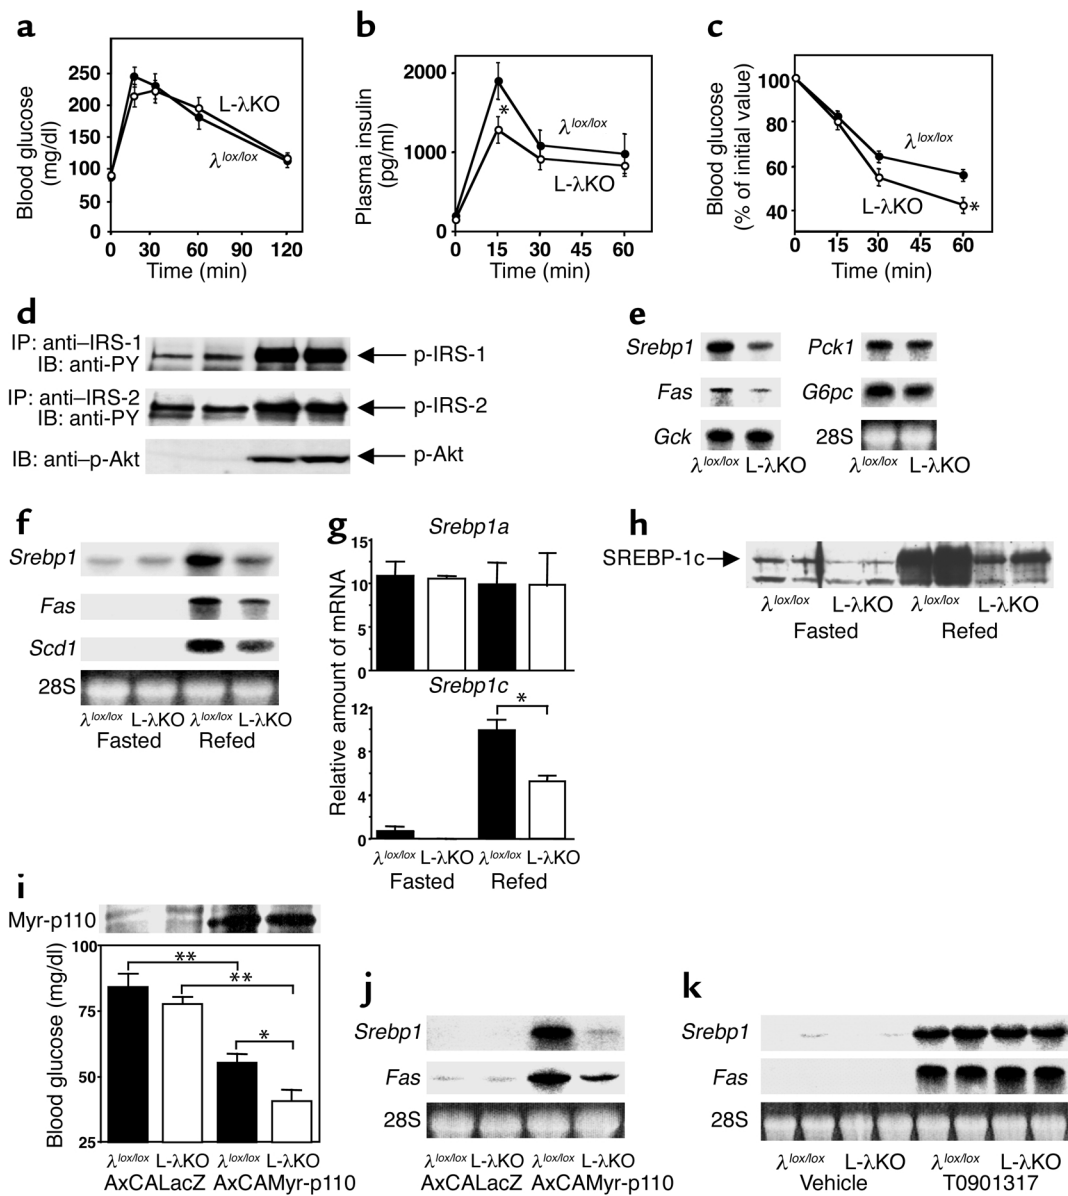 a
250
200
150
100
50
0
Blood glucose
(mg/dl)
L-λKO
λlox/lox
0 30 60 90 120
Time (min)
b
2000
1000
0
Plasma insulin
(pg/ml)
*
λlox/lox
L-λKO
0 15 30 45 60
Time (min)
c
100
80
60
40
Blood glucose
(% of initial value)
λlox/lox
L-λKO
*
0 15 30 45 60
Time (min)
d
IP: anti–IRS-1
IB: anti-PY
p-IRS-1
IP: anti–IRS-2
IB: anti-PY
p-IRS-2
IB: anti–p-Akt
p-Akt
e
Srebp1
Fas
Gck
λlox/lox L-λKO
Pck1
G6pc
28S
λlox/lox L-λKO
f
Srebp1
Fas
Scd1
28S
λlox/lox L-λKO λlox/lox L-λKO
Fasted Refed
g
Srebp1a
15
10
5
0
Relative amount of mRNA
Srebp1c
12
8
4
0
*
λlox/lox L-λKO λlox/lox L-λKO
Fasted Refed
h
SREBP-1c
λlox/lox L-λKO λlox/lox L-λKO
Fasted Refed
i
Myr-p110
100
75
50
25
Blood glucose (mg/dl)
**
**
*
λlox/lox L-λKO λlox/lox L-λKO
AxCALacZ AxCAMyr-p110
j
Srebp1
Fas
28S
λlox/lox L-λKO λlox/lox L-λKO
AxCALacZ AxCAMyr-p110
k
Srebp1
Fas
28S
λlox/lox L-λKO λlox/lox L-λKO
Vehicle T0901317